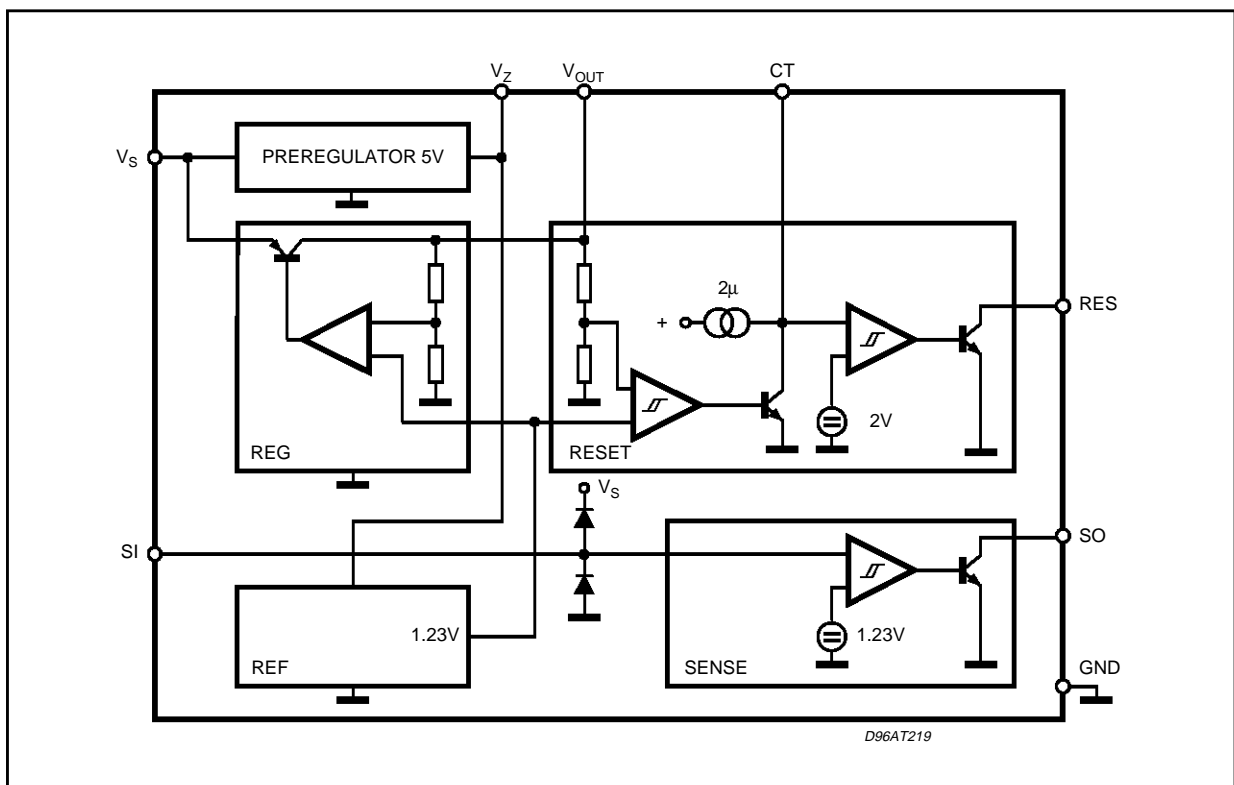 V_Z V_OUT CT
V_S
PREREGULATOR 5V
2μ
RES
+
2V
REG
RESET
V_S
SI
SO
1.23V
1.23V
REF
SENSE
GND
D96AT219